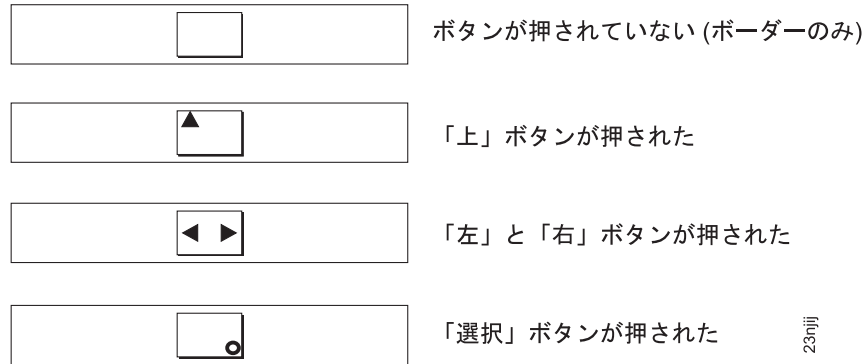 ボタンが押されていない (ボーダーのみ)
「上」ボタンが押された
「左」と「右」ボタンが押された
「選択」ボタンが押された
23njij